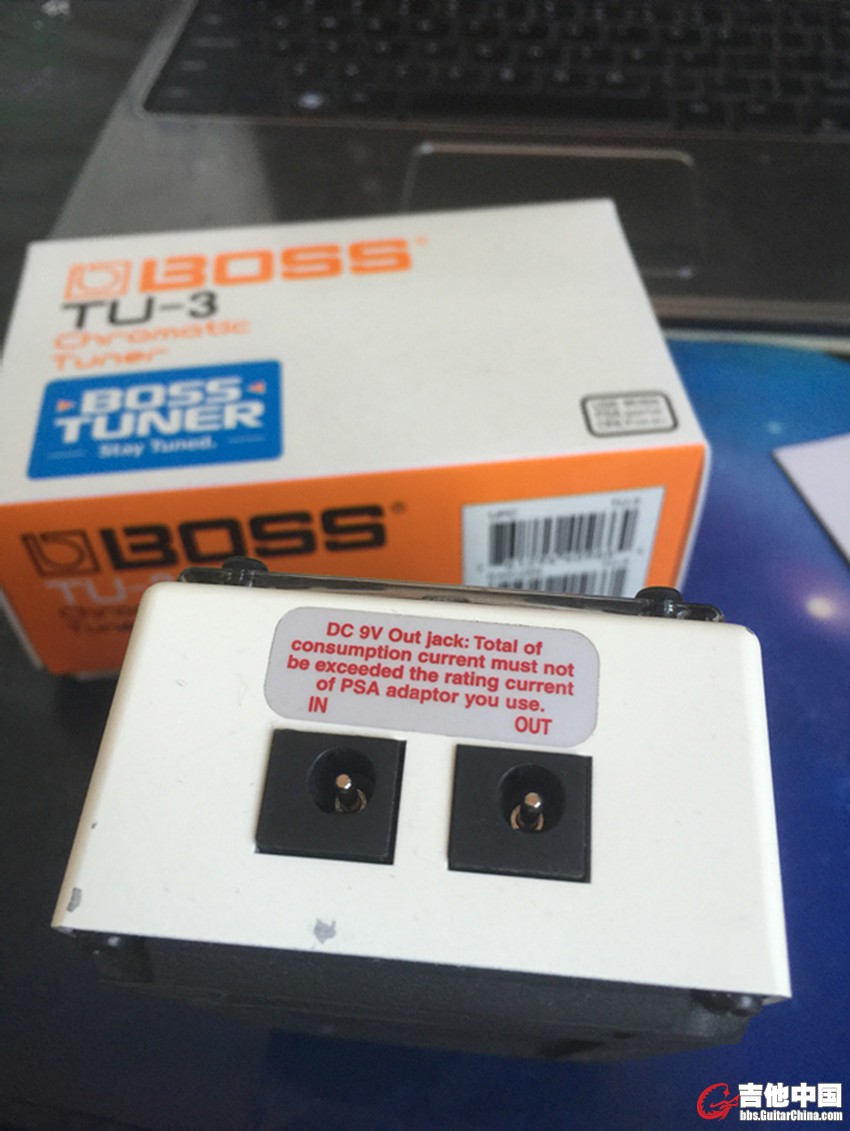 BOSS
TU-3
Chromatic
Tuner
BOSS
TUNER
Stay Tuned.
BOSS
TU-
Tune
DC 9V Out jack: Total of
consumption current must not
be exceeded the rating current
of PSA adaptor you use.
IN
OUT
吉他中国
bbs.GuitarChina.com